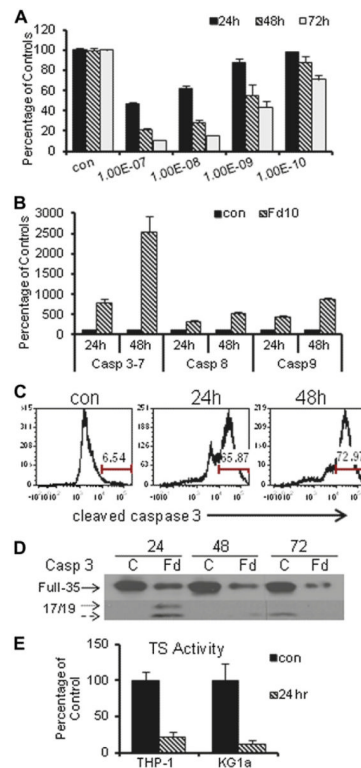 A
24h 48h 72h
Percentage of Controls
120
100
80
60
40
20
0
con 1.00E-07 1.00E-08 1.00E-09 1.00E-10
B
con Fd10
Percentage of Controls
3000
2500
2000
1500
1000
500
0
24h 48h 24h 48h 24h 48h
Casp 3-7 Casp 8 Casp9
C
con 24h 48h
6.54
65.87
72.97
cleaved caspase 3
D
24 48 72
Casp 3 C Fd C Fd C Fd
Full-35
17/19
E
TS Activity
Percentage of
Control
150
100
50
0
con
24 hr
THP-1 KG1a